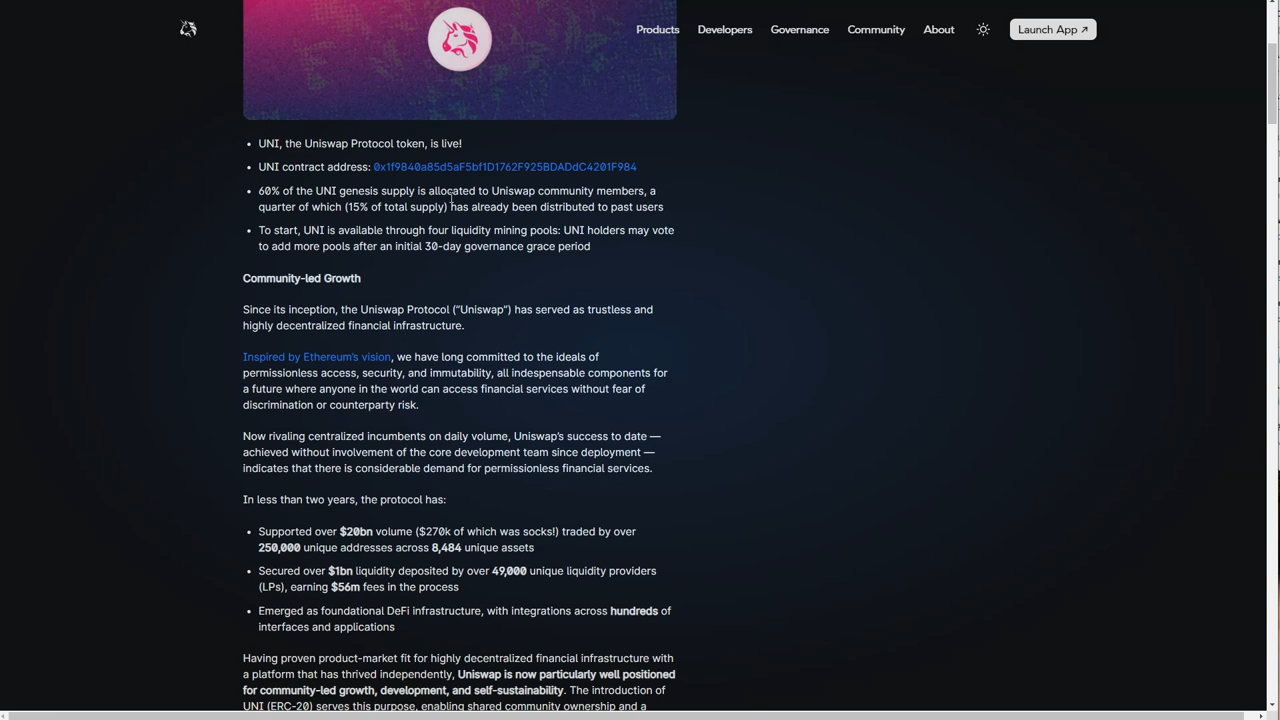 Products Developers Governance Community About Launch App ↗
UNI, the Uniswap Protocol token, is live!
UNI contract address: 0x1f9840a85d5aF5bf1D1762F925BDADdC4201F984
60% of the UNI genesis supply is allocated to Uniswap community members, a
quarter of which (15% of total supply) has already been distributed to past users
To start, UNI is available through four liquidity mining pools: UNI holders may vote
to add more pools after an initial 30-day governance grace period
Community-led Growth
Since its inception, the Uniswap Protocol (“Uniswap”) has served as trustless and
highly decentralized financial infrastructure.
Inspired by Ethereum’s vision, we have long committed to the ideals of
permissionless access, security, and immutability, all indespensable components for
a future where anyone in the world can access financial services without fear of
discrimination or counterparty risk.
Now rivaling centralized incumbents on daily volume, Uniswap’s success to date —
achieved without involvement of the core development team since deployment —
indicates that there is considerable demand for permissionless financial services.
In less than two years, the protocol has:
Supported over $20bn volume ($270k of which was socks!) traded by over
250,000 unique addresses across 8,484 unique assets
Secured over $1bn liquidity deposited by over 49,000 unique liquidity providers
(LPs), earning $56m fees in the process
Emerged as foundational DeFi infrastructure, with integrations across hundreds of
interfaces and applications
Having proven product-market fit for highly decentralized financial infrastructure with
a platform that has thrived independently, Uniswap is now particularly well positioned
for community-led growth, development, and self-sustainability. The introduction of
UNI (ERC-20) serves this purpose, enabling shared community ownership and a